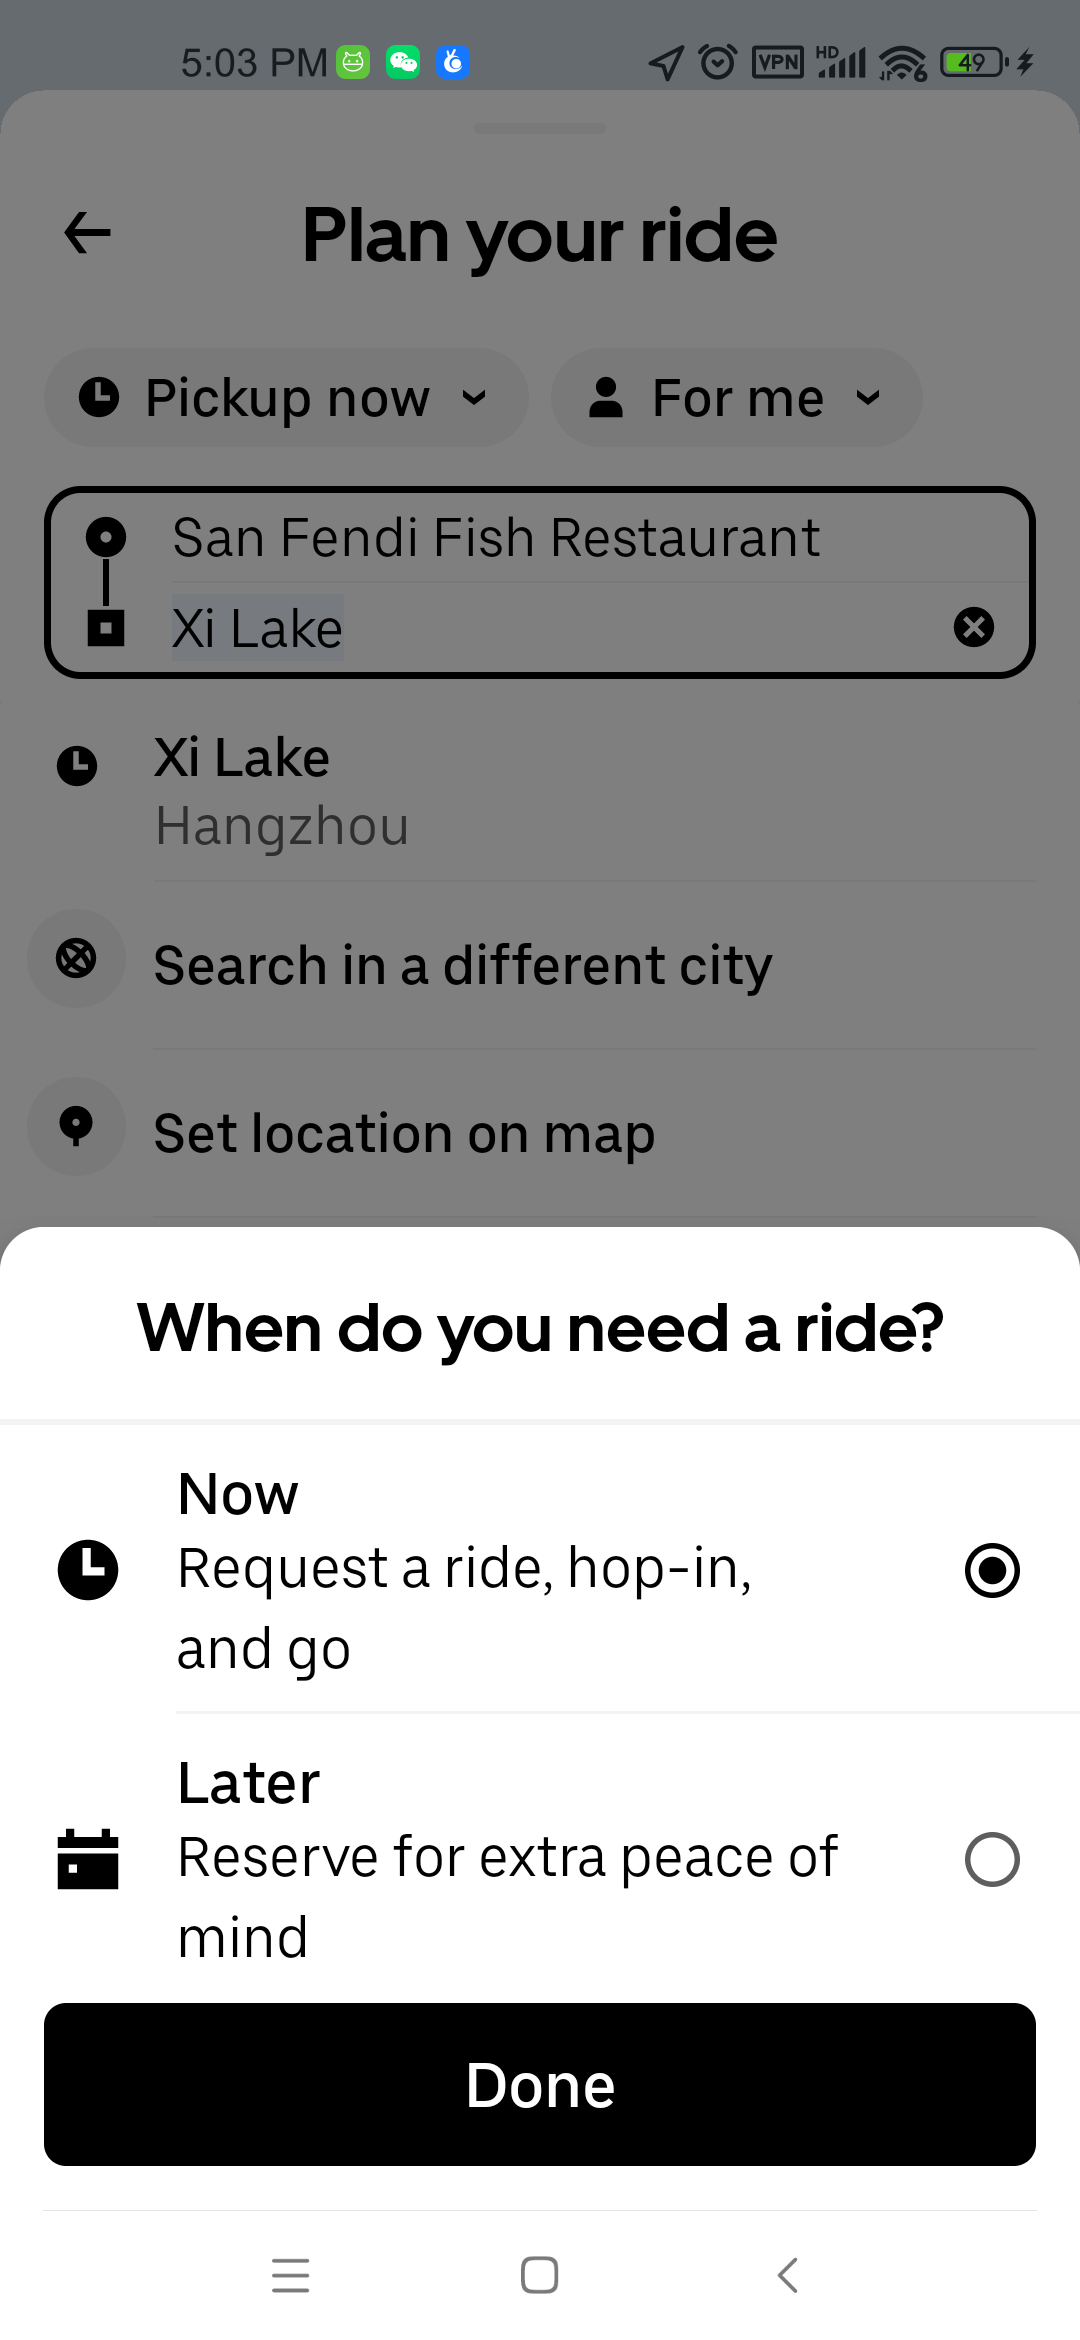 5:03 PM
VPN
HD
6
49
Plan your ride
Pickup now
For me
San Fendi Fish Restaurant
Xi Lake
Xi Lake
Hangzhou
Search in a different city
Set location on map
When do you need a ride?
Now
Request a ride, hop-in,
and go
Later
Reserve for extra peace of
mind
Done